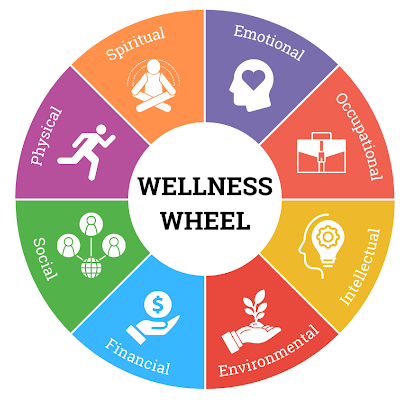 WELLNESS
WHEEL
Emotional
Occupational
Intellectual
Environmental
$
Financial
Social
Physical
Spiritual